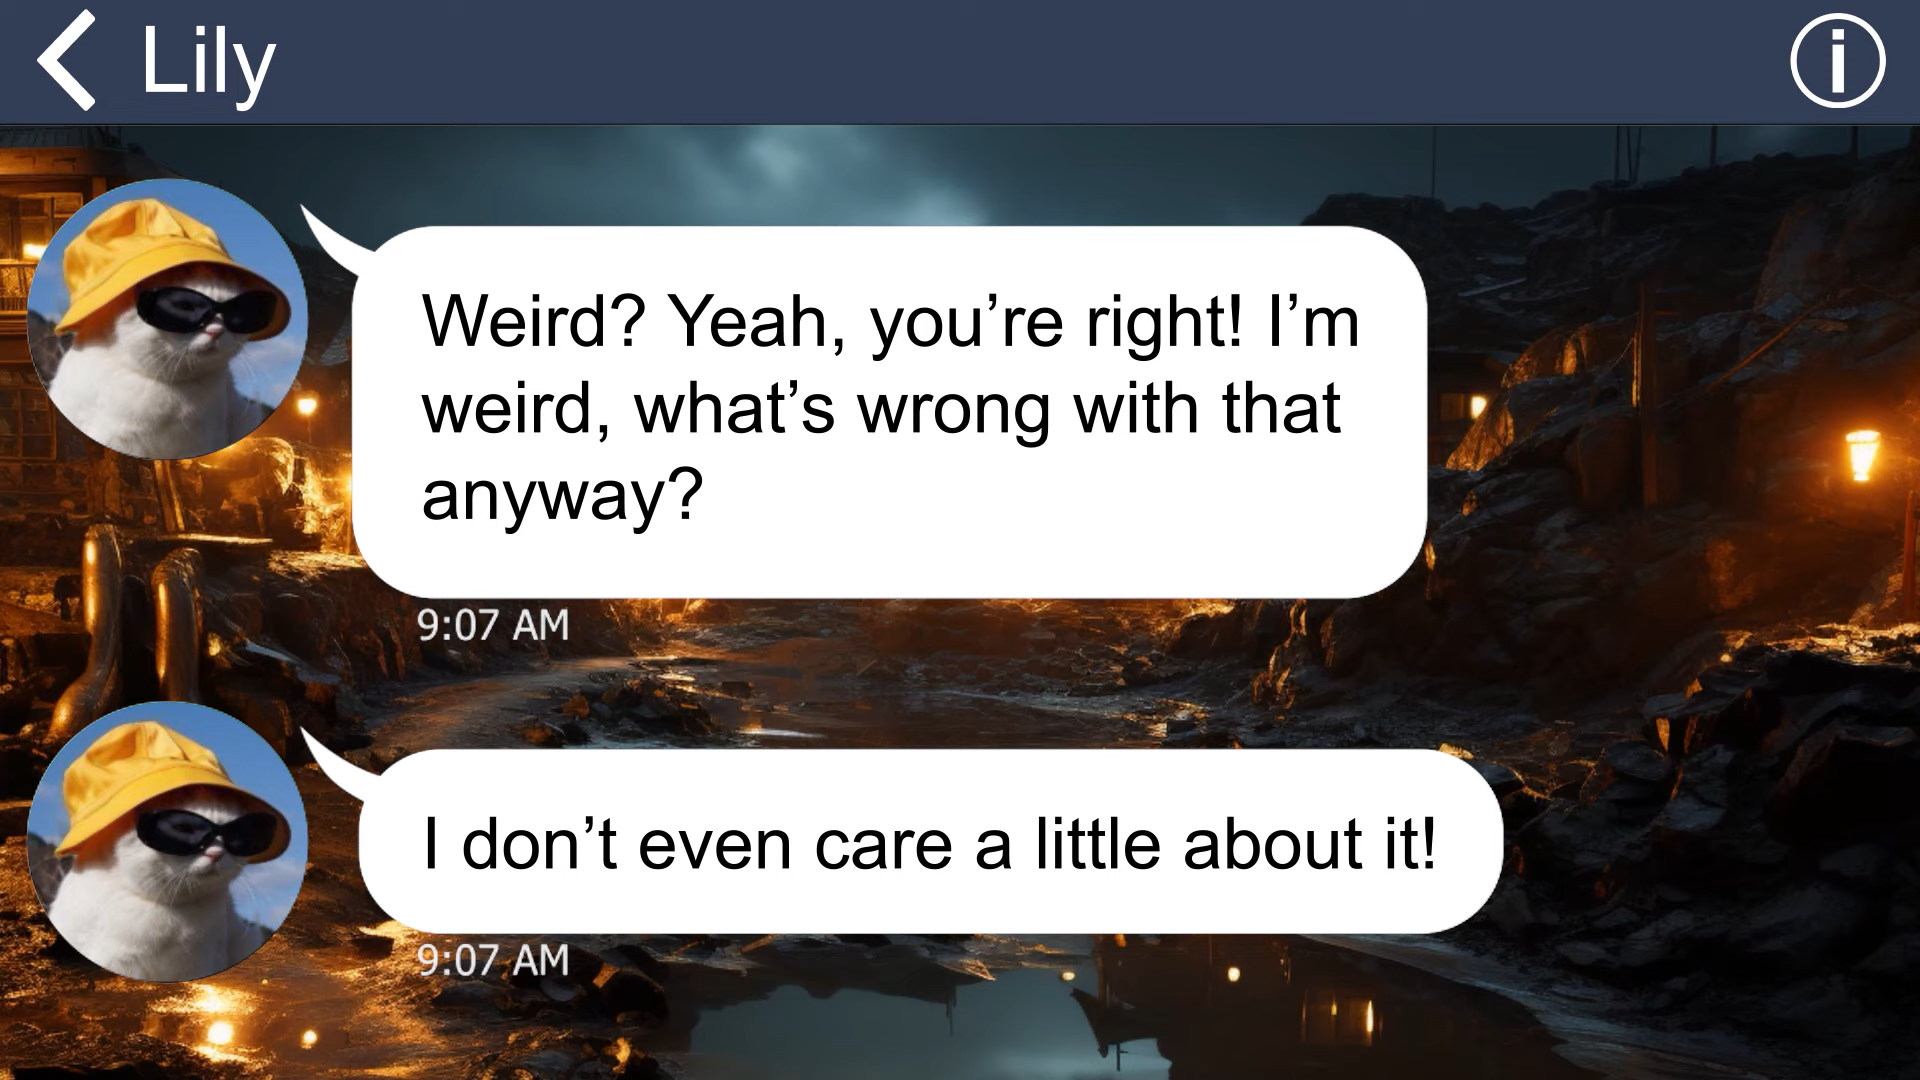 Lily
Weird? Yeah, you’re right! I’m
weird, what’s wrong with that
anyway?
9:07 AM
I don’t even care a little about it!
9:07 AM